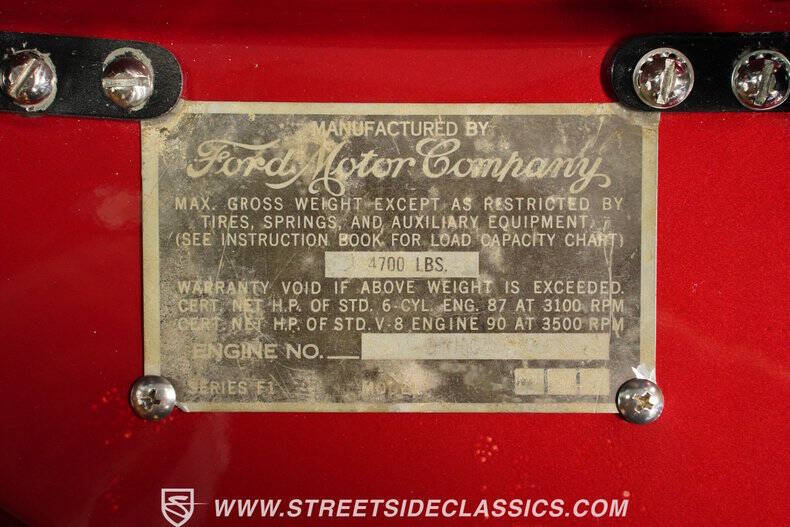 MANUFACTURED BY
Ford Motor Company
MAX. GROSS WEIGHT EXCEPT AS RESTRICTED BY
TIRES, SPRINGS, AND AUXILIARY EQUIPMENT.
(SEE INSTRUCTION BOOK FOR LOAD CAPACITY CHART)
4700 LBS.
WARRANTY VOID IF ABOVE WEIGHT IS EXCEEDED.
CERT. NET H.P. OF STD. 6-CYL. ENG. 87 AT 3100 RPM
CERT. NET H.P. OF STD. V-8 ENGINE 90 AT 3500 RPM
ENGINE NO.
SERIES F1 MODEL
WWW.STREETSIDECLASSICS.COM